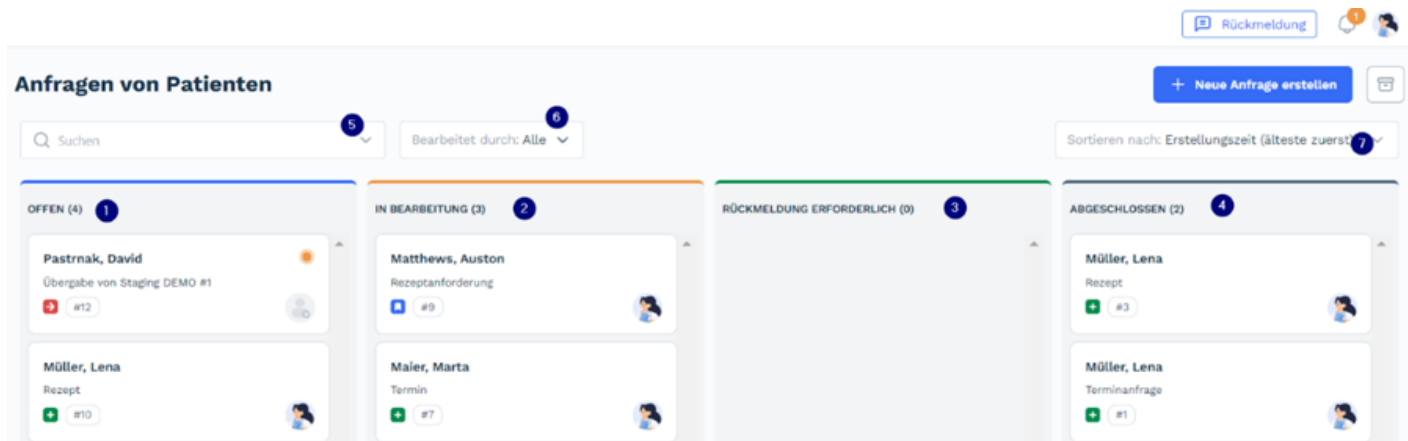 Rückmeldung 1
Anfragen von Patienten
+ Neue Anfrage erstellen
Suchen 5
Bearbeitet durch: Alle 6
Sortieren nach: Erstellungszeit (älteste zuerst) 7
OFFEN (4) 1
Pastrnak, David
Übergabe von Staging DEMO #1
#12
Müller, Lena
Rezept
#10
IN BEARBEITUNG (3) 2
Matthews, Auston
Rezeptanforderung
#9
Maier, Marta
Termin
#7
RÜCKMELDUNG ERFORDERLICH (0) 3
ABGESCHLOSSEN (2) 4
Müller, Lena
Rezept
#3
Müller, Lena
Terminanfrage
#1